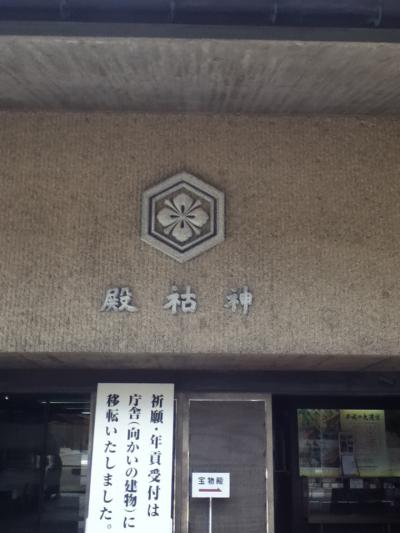 神祜殿
祈願・年貢受付は
庁舎(向かいの建物)に
移転いたしました。
宝物殿